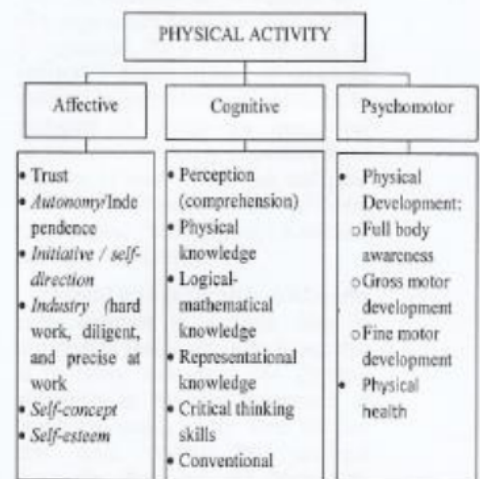 PHYSICAL ACTIVITY
Affective
Cognitive
Psychomotor
• Trust
• Autonomy/Inde
pendence
• Initiative / self-
direction
• Industry (hard
work, diligent,
and precise at
work
• Self-concept
• Self-esteem
• Perception
(comprehension)
• Physical
knowledge
• Logical-
mathematical
knowledge
• Representational
knowledge
• Critical thinking
skills
• Conventional
• Physical
Development:
o Full body
awareness
o Gross motor
development
o Fine motor
development
• Physical
health